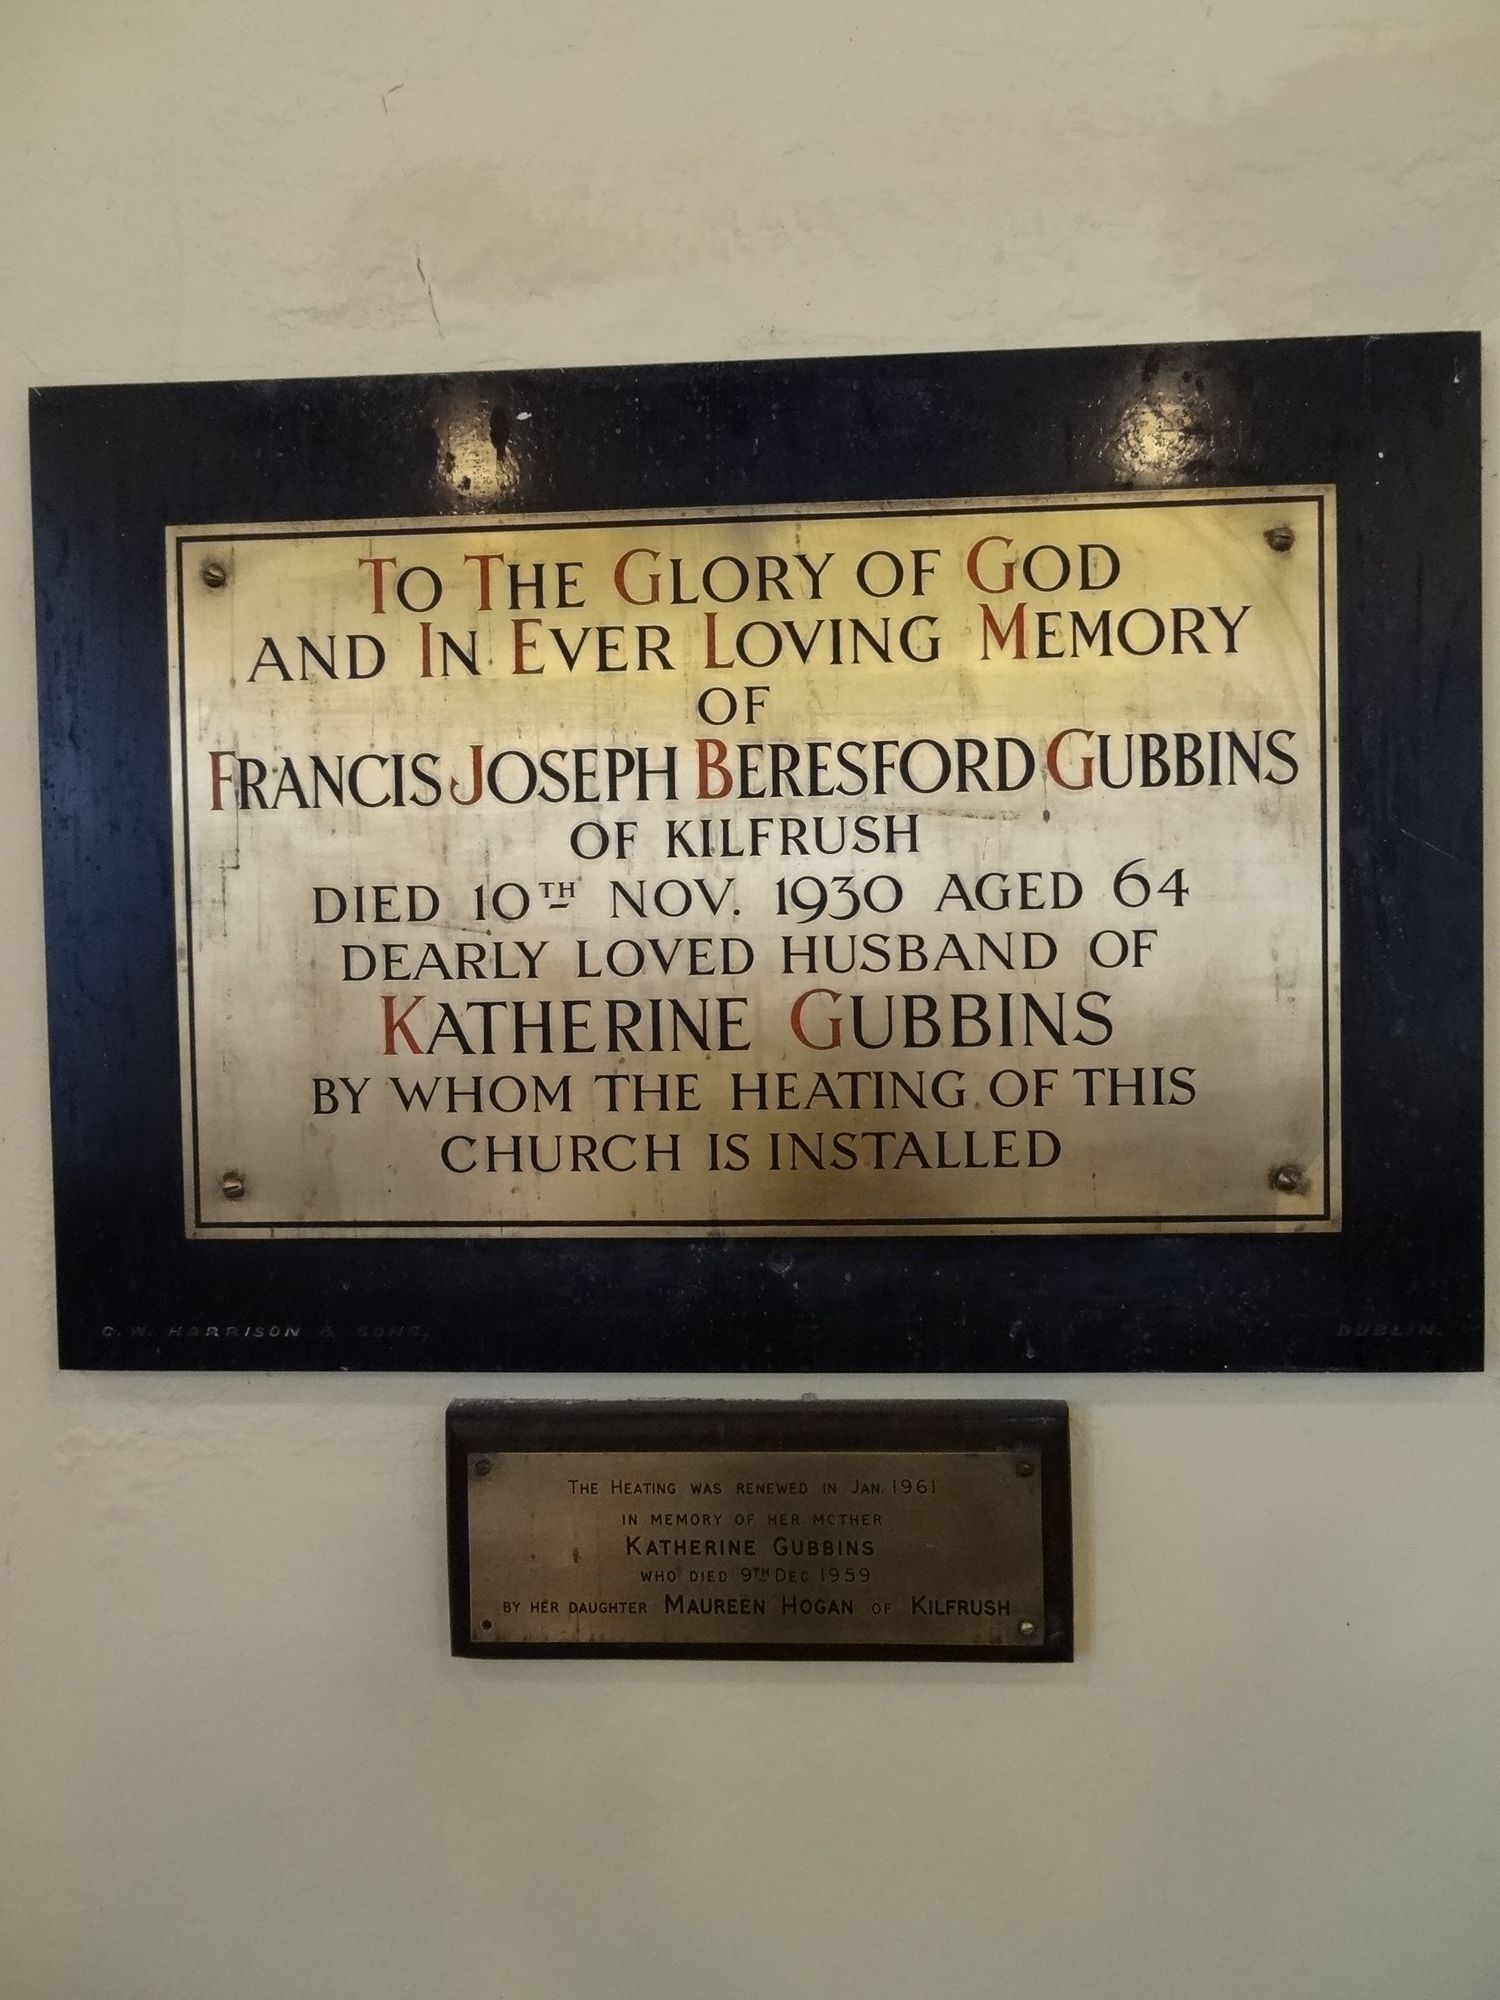 TO THE GLORY OF GOD
AND IN EVER LOVING MEMORY
OF
FRANCIS JOSEPH BERESFORD GUBBINS
OF KILFRUSH
DIED 10TH NOV. 1930 AGED 64
DEARLY LOVED HUSBAND OF
KATHERINE GUBBINS
BY WHOM THE HEATING OF THIS
CHURCH IS INSTALLED
C.W. HARRISON & SONS, DUBLIN.
THE HEATING WAS RENEWED IN JAN. 1961
IN MEMORY OF HER MOTHER
KATHERINE GUBBINS
WHO DIED 9TH DEC 1959
BY HER DAUGHTER MAUREEN HOGAN OF KILFRUSH